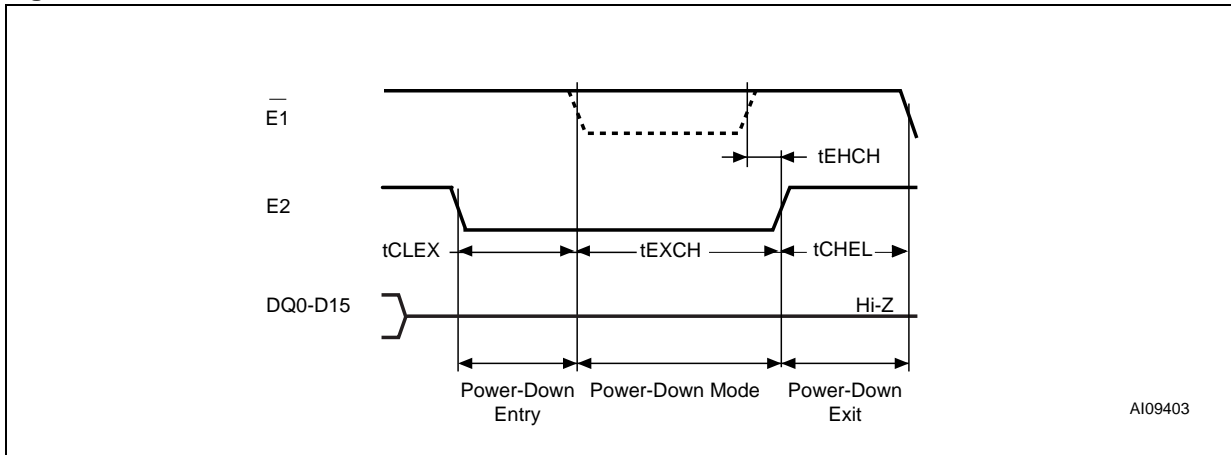 E1
tEHCH
E2
tCLEX
tEXCH
tCHEL
DQ0-D15
Hi-Z
Power-Down
Entry
Power-Down Mode
Power-Down
Exit
AI09403